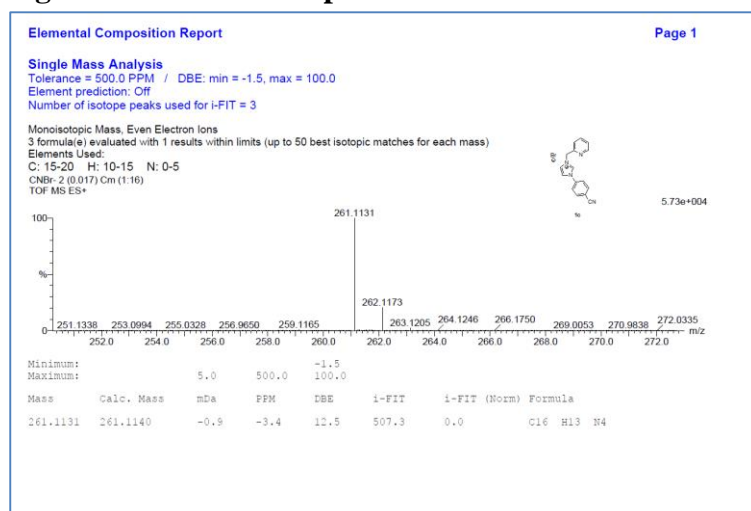 Elemental Composition Report Page 1
Single Mass Analysis
Tolerance = 500.0 PPM / DBE: min = -1.5, max = 100.0
Element prediction: Off
Number of isotope peaks used for i-FIT = 3
Monoisotopic Mass, Even Electron Ions
3 formula(e) evaluated with 1 results within limits (up to 50 best isotopic matches for each mass)
Elements Used:
C: 15-20 H: 10-15 N: 0-5
CNBr- 2 (0.017) Cm (1:16)
TOF MS ES+
N
N
CN
5.73e+004
100
261.1131
%
262.1173
251.1338 253.0994 255.0328 256.9650 259.1165 263.1205 264.1246 266.1750 269.0053 270.9838 272.0335
0
m/z
252.0 254.0 256.0 258.0 260.0 262.0 264.0 266.0 268.0 270.0 272.0
Minimum: -1.5
Maximum: 5.0 500.0 100.0
Mass Calc. Mass mDa PPM DBE i-FIT i-FIT (Norm) Formula
261.1131 261.1140 -0.9 -3.4 12.5 507.3 0.0 C16 H13 N4